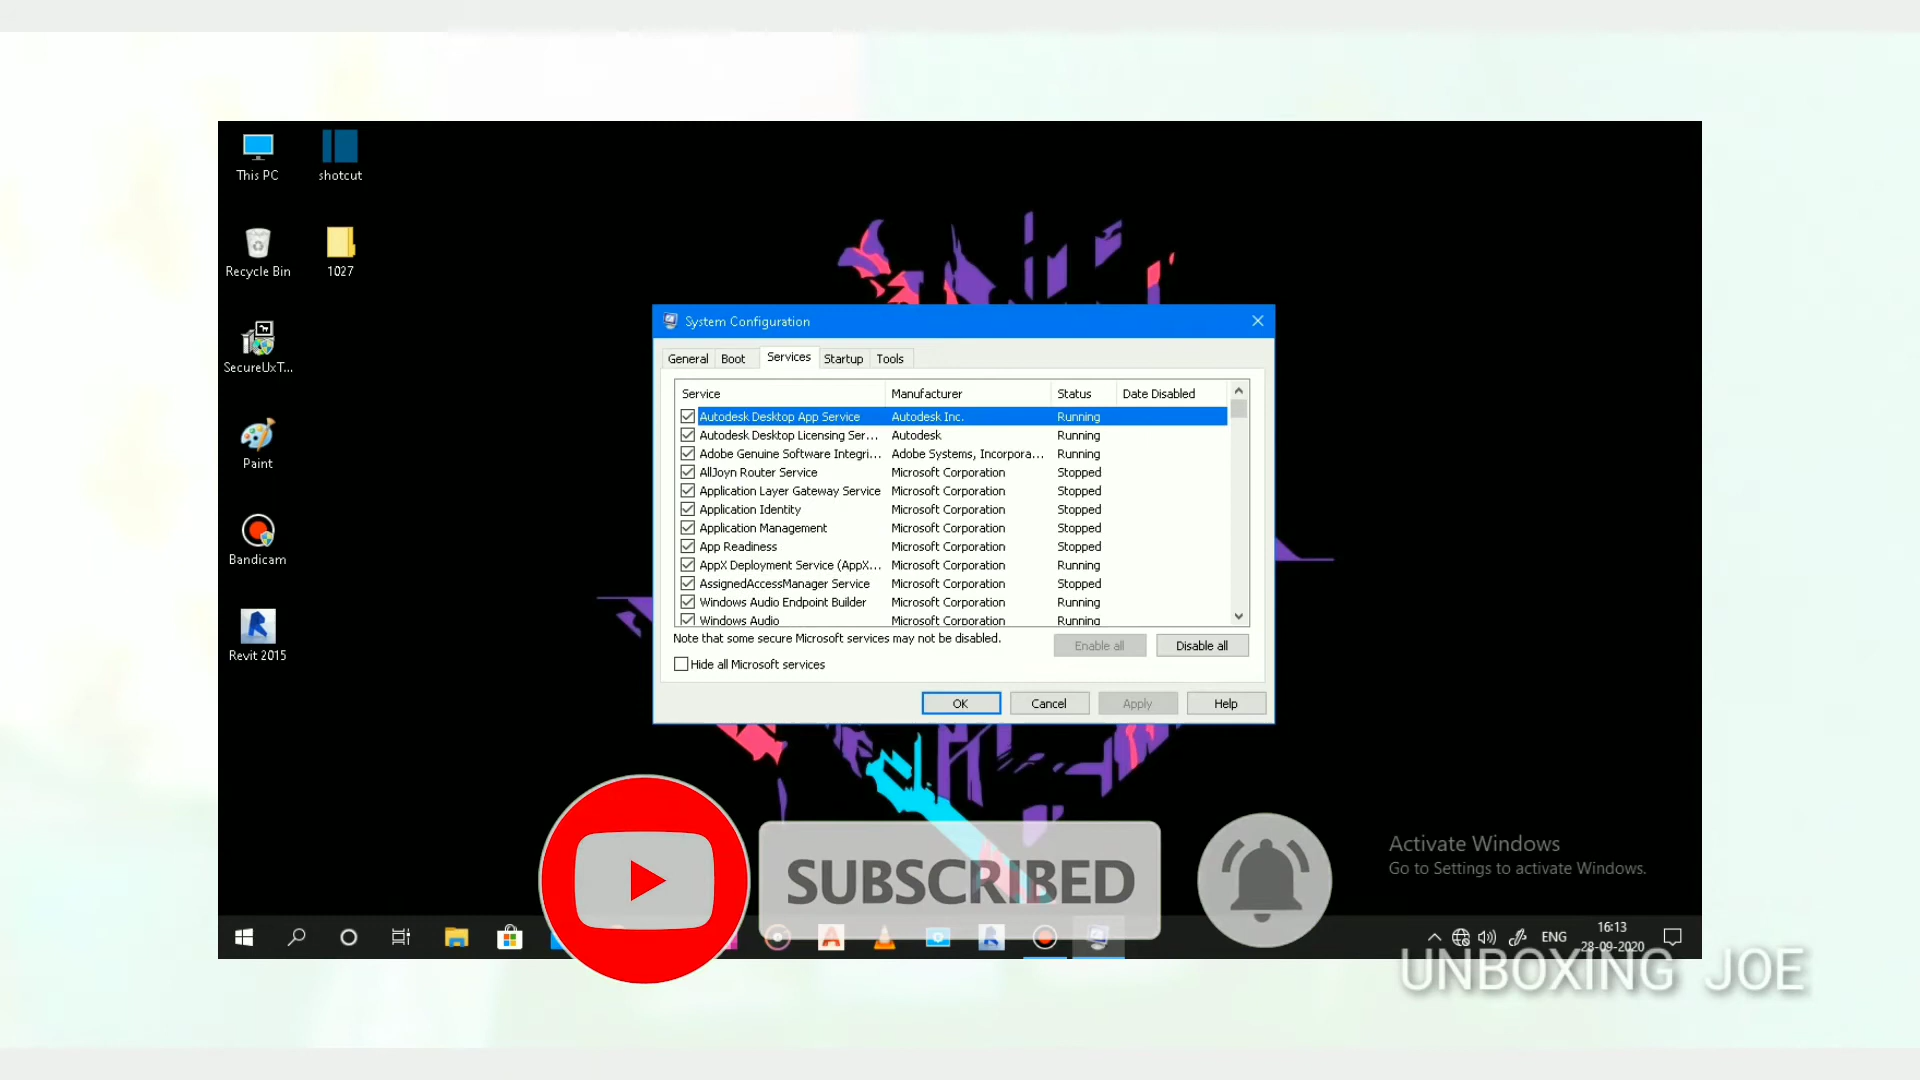 This PC
shotcut
Recycle Bin
1027
SecureUxT...
Paint
Bandicam
Revit 2015
System Configuration
General Boot Services Startup Tools
Service Manufacturer Status Date Disabled
Autodesk Desktop App Service Autodesk Inc. Running
Autodesk Desktop Licensing Ser... Autodesk Running
Adobe Genuine Software Integri... Adobe Systems, Incorpora... Running
AllJoyn Router Service Microsoft Corporation Stopped
Application Layer Gateway Service Microsoft Corporation Stopped
Application Identity Microsoft Corporation Stopped
Application Management Microsoft Corporation Stopped
App Readiness Microsoft Corporation Stopped
AppX Deployment Service (AppX... Microsoft Corporation Running
AssignedAccessManager Service Microsoft Corporation Stopped
Windows Audio Endpoint Builder Microsoft Corporation Running
Windows Audio Microsoft Corporation Running
Note that some secure Microsoft services may not be disabled.
Enable all Disable all
Hide all Microsoft services
OK Cancel Apply Help
SUBSCRIBED
Activate Windows
Go to Settings to activate Windows.
ENG
16:13
28-09-2020
UNBOXING JOE